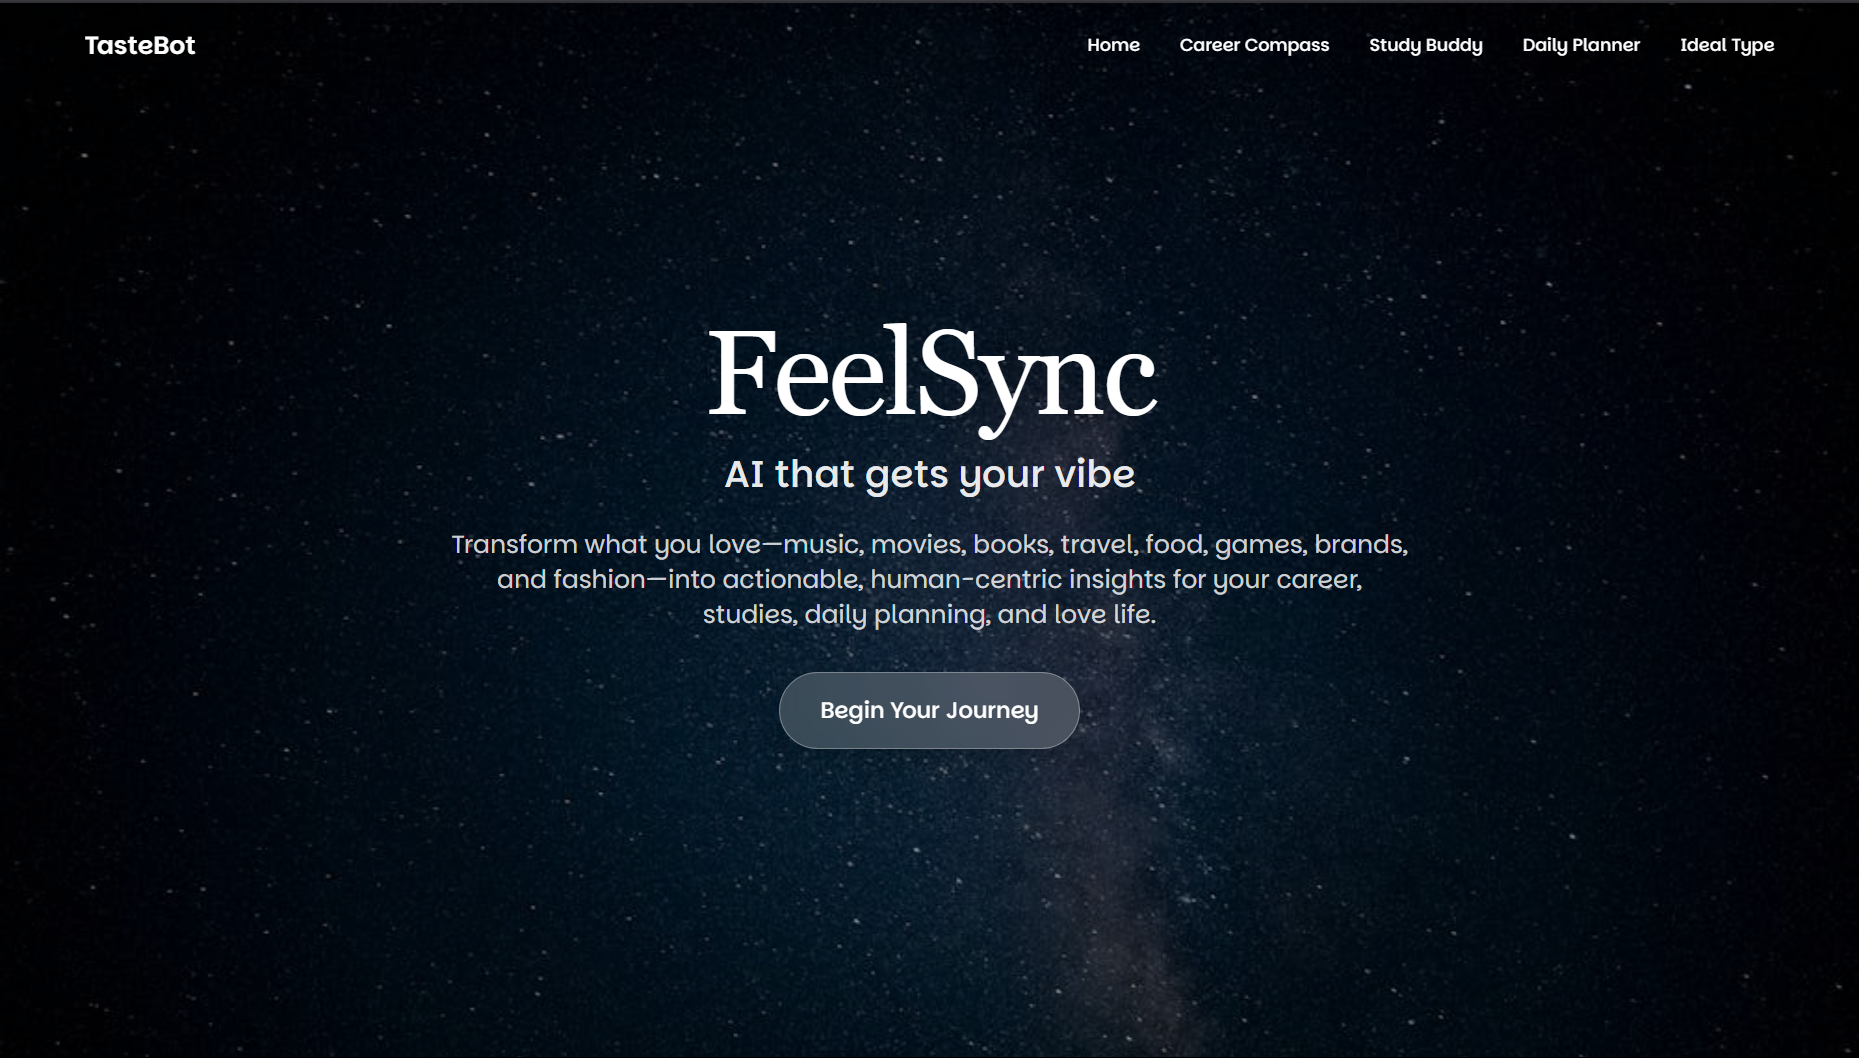 TasteBot
Home
Career Compass
Study Buddy
Daily Planner
Ideal Type
FeelSync
AI that gets your vibe
Transform what you love—music, movies, books, travel, food, games, brands,
and fashion—into actionable, human-centric insights for your career,
studies, daily planning, and love life.
Begin Your Journey